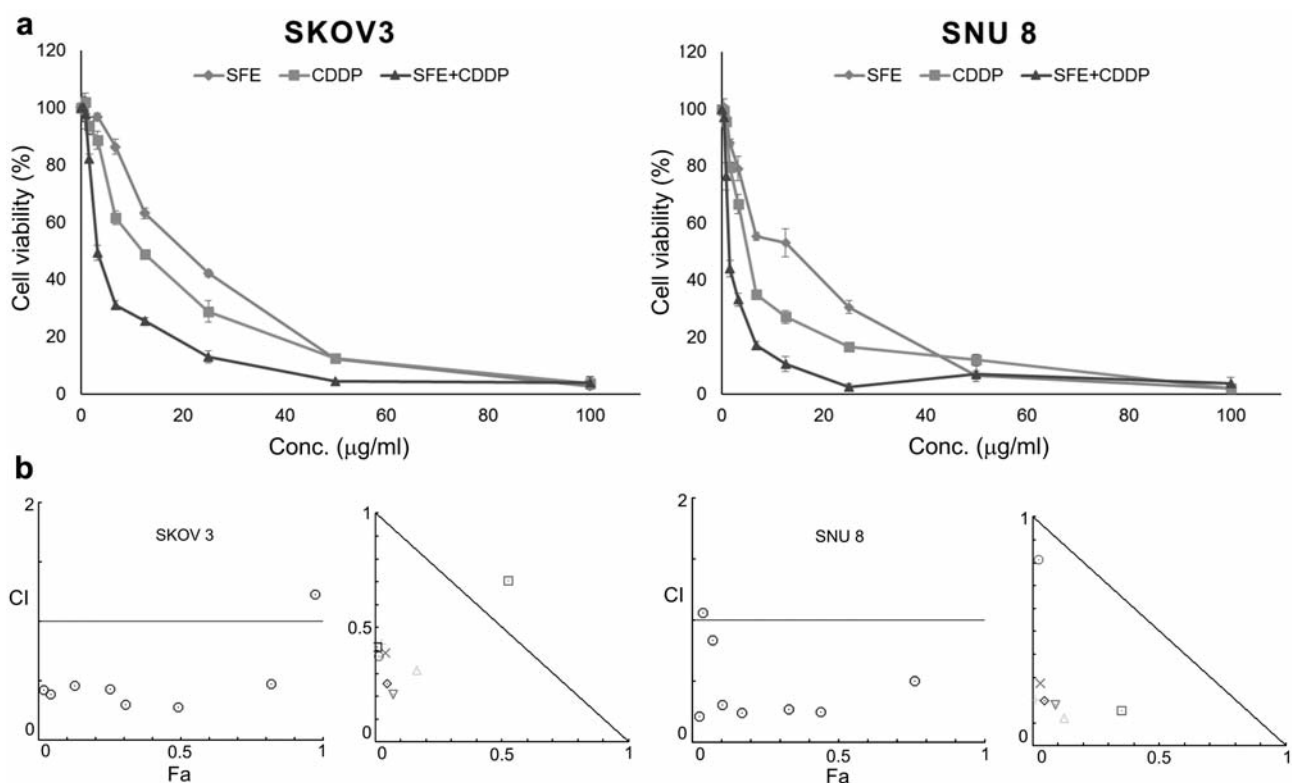 a
SKOV3
SNU 8
120
100
80
60
40
20
0
SFE CDDP SFE+CDDP
Cell viability (%)
0 20 40 60 80 100
Conc. (µg/ml)
120
100
80
60
40
20
0
SFE CDDP SFE+CDDP
Cell viability (%)
0 20 40 60 80 100
Conc. (µg/ml)
b
2
CI
0
SKOV 3
0 0.5 1
Fa
1
0.5
0
0 0.5 1
2
CI
0
SNU 8
0 0.5 1
Fa
1
0
0 0.5 1